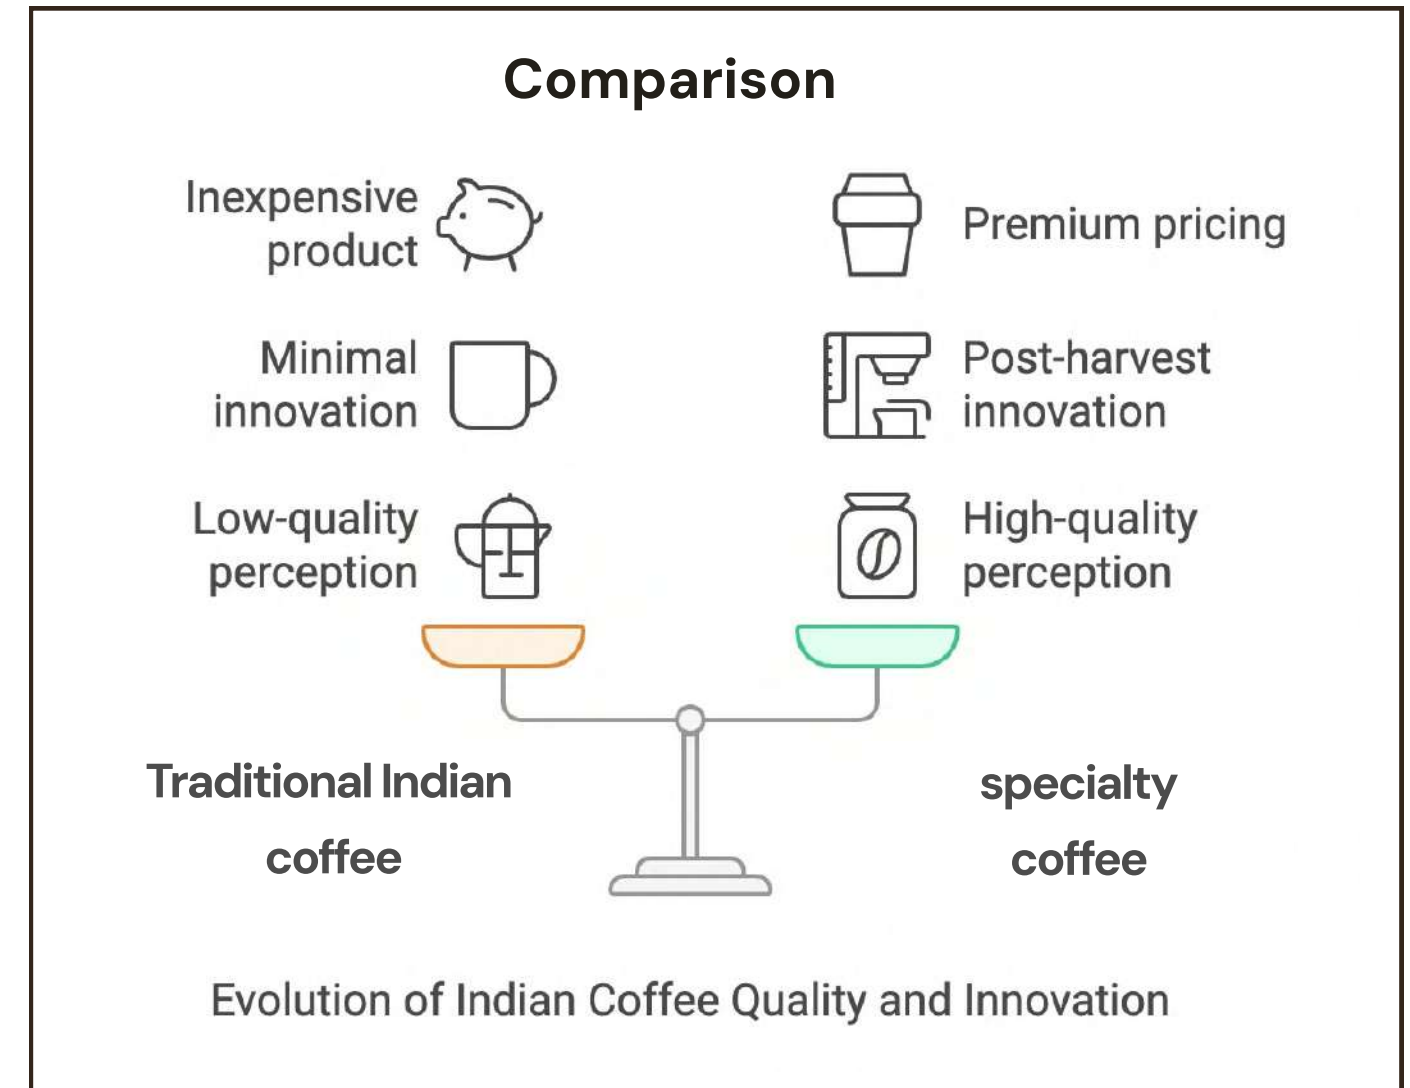 Comparison
Inexpensive
product
Premium pricing
Minimal
innovation
Post-harvest
innovation
Low-quality
perception
High-quality
perception
Traditional Indian
coffee
specialty
coffee
Evolution of Indian Coffee Quality and Innovation